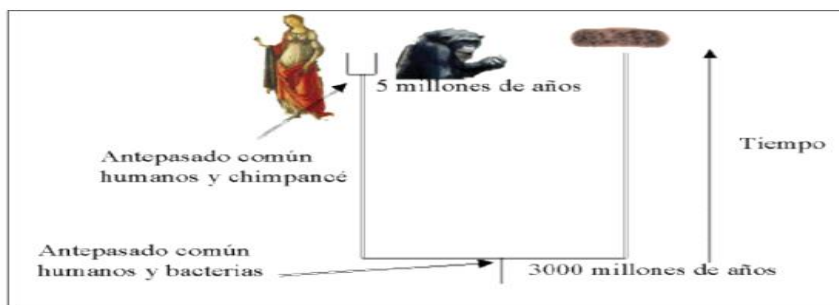 5 millones de años
Antepasado común
humanos y chimpancé
Tiempo
Antepasado común
humanos y bacterias
3000 millones de años